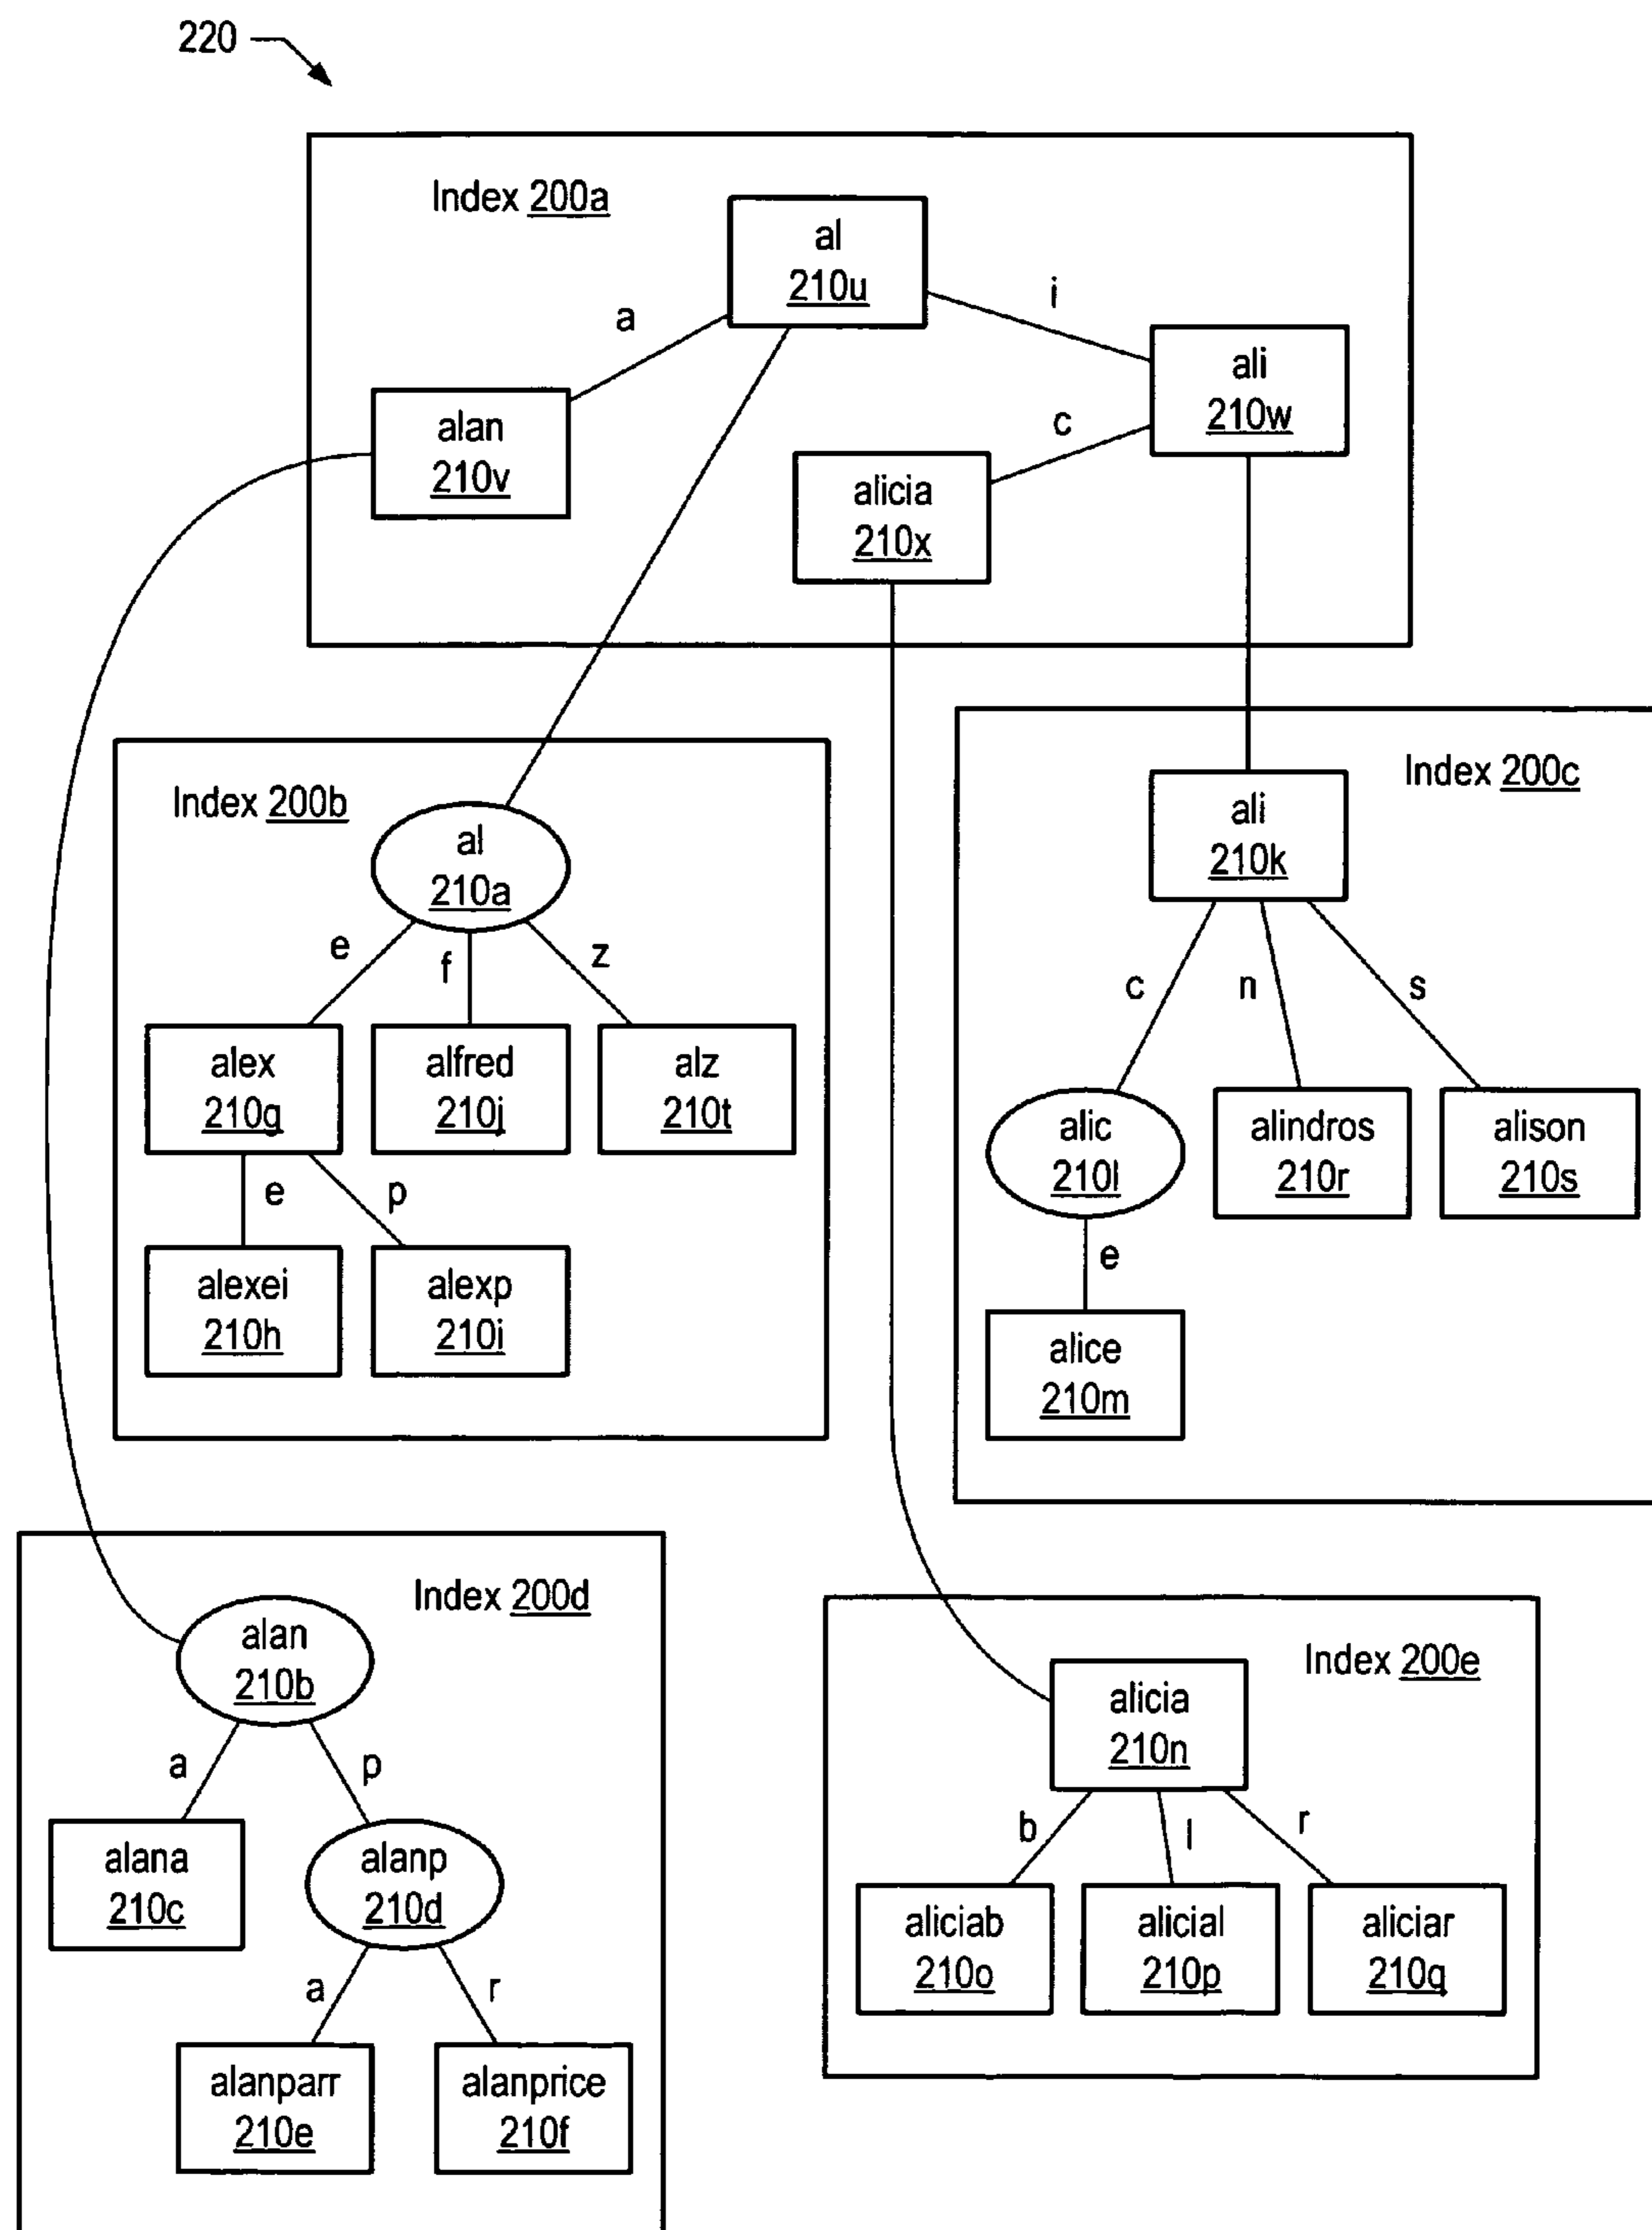 220
Index 200a
al
210u
a
i
ali
210w
alan
210v
c
alicia
210x
Index 200b
al
210a
e
f
z
alex
210g
alfred
210j
alz
210t
e
p
alexei
210h
alexp
210i
Index 200c
ali
210k
c
n
s
alic
210l
alindros
210r
alison
210s
e
alice
210m
Index 200d
alan
210b
a
p
alana
210c
alanp
210d
a
r
alanparr
210e
alanprice
210f
Index 200e
alicia
210n
b
l
r
aliciab
210o
alicial
210p
aliciar
210q